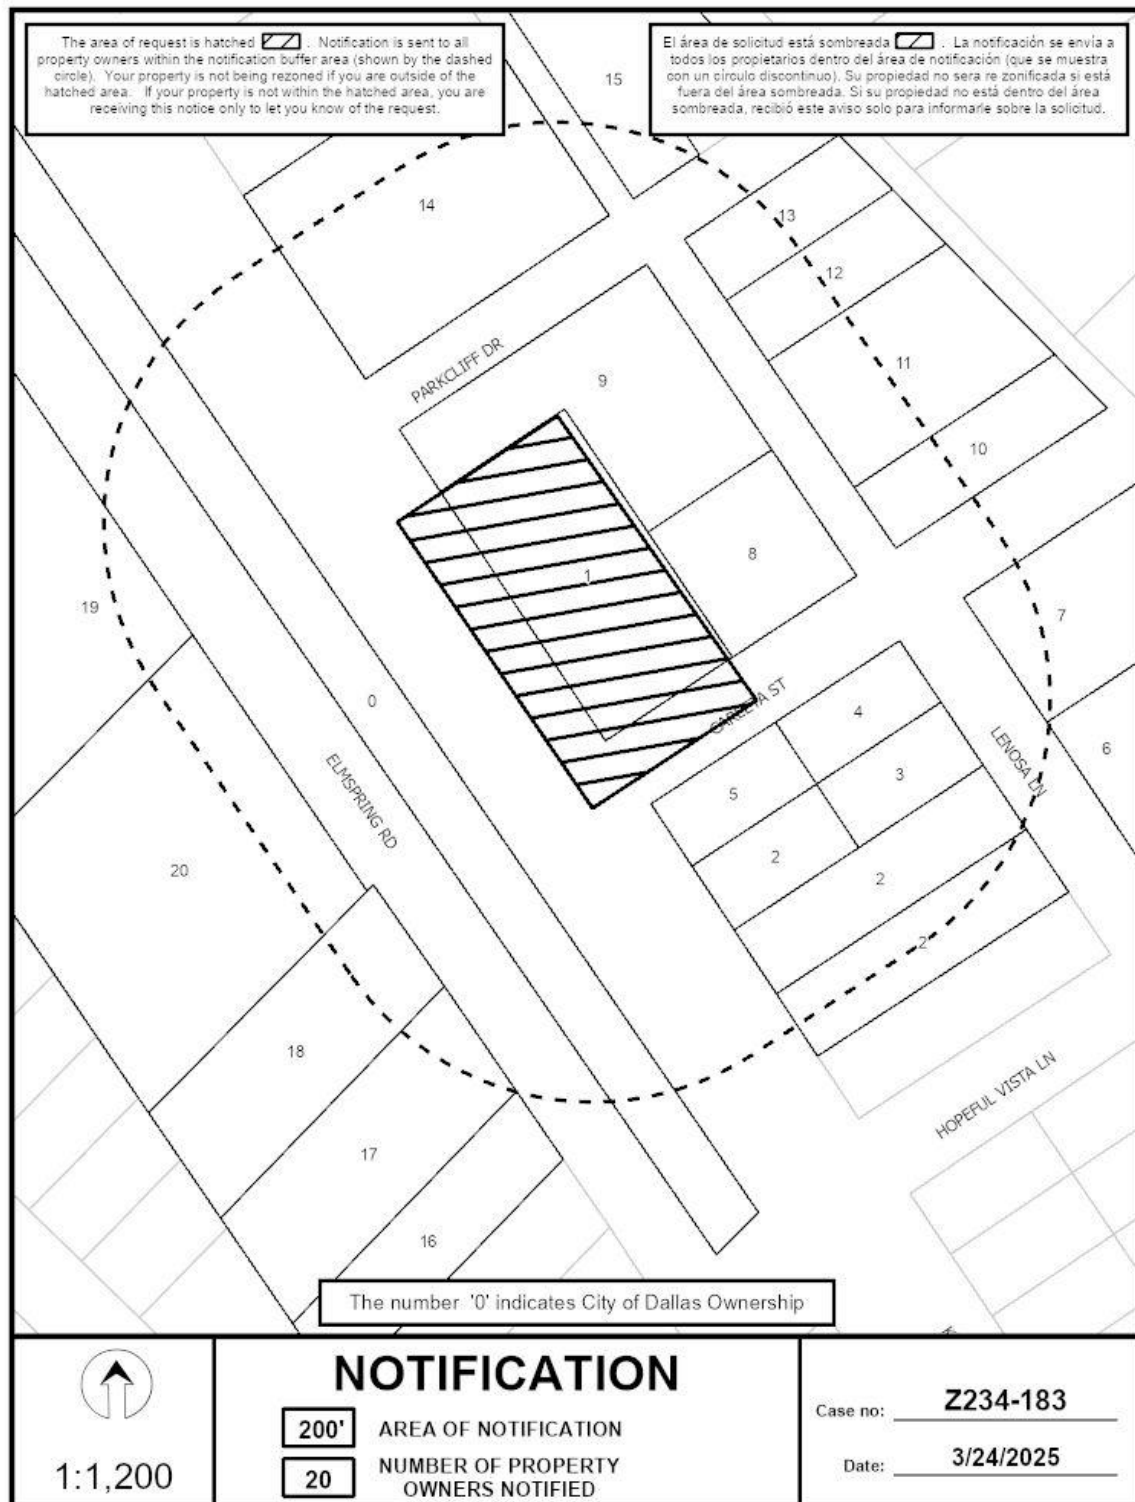 The area of request is hatched . Notification is sent to all
property owners within the notification buffer area (shown by the dashed
circle). Your property is not being rezoned if you are outside of the
hatched area. If your property is not within the hatched area, you are
receiving this notice only to let you know of the request.
El área de solicitud está sombreada . La notificación se envía a
todos los propietarios dentro del área de notificación (que se muestra
con un círculo discontinuo). Su propiedad no sera re zonificada si está
fuera del área sombreada. Si su propiedad no está dentro del área
sombreada, recibió este aviso solo para informarle sobre la solicitud.
15
14
13
12
11
PARKCLIFF DR
9
10
8
1
19
7
0
4
6
3
5
LENOSA LN
ELMSPRING RD
2
20
2
2
18
HOPEFUL VISTA LN
17
16
The number '0' indicates City of Dallas Ownership
1:1,200
NOTIFICATION
200' AREA OF NOTIFICATION
20 NUMBER OF PROPERTY
OWNERS NOTIFIED
Case no: Z234-183
Date: 3/24/2025